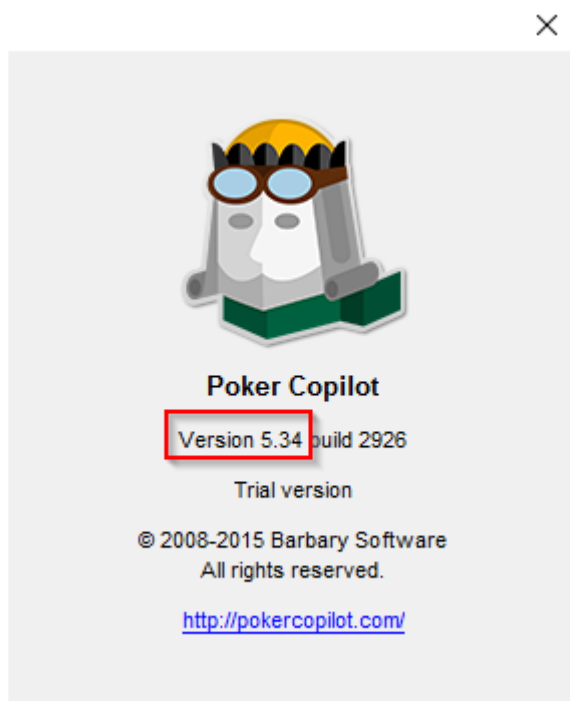 Poker Copilot
Version 5.34 build 2926
Trial version
© 2008-2015 Barbary Software
All rights reserved.
http://pokercopilot.com/